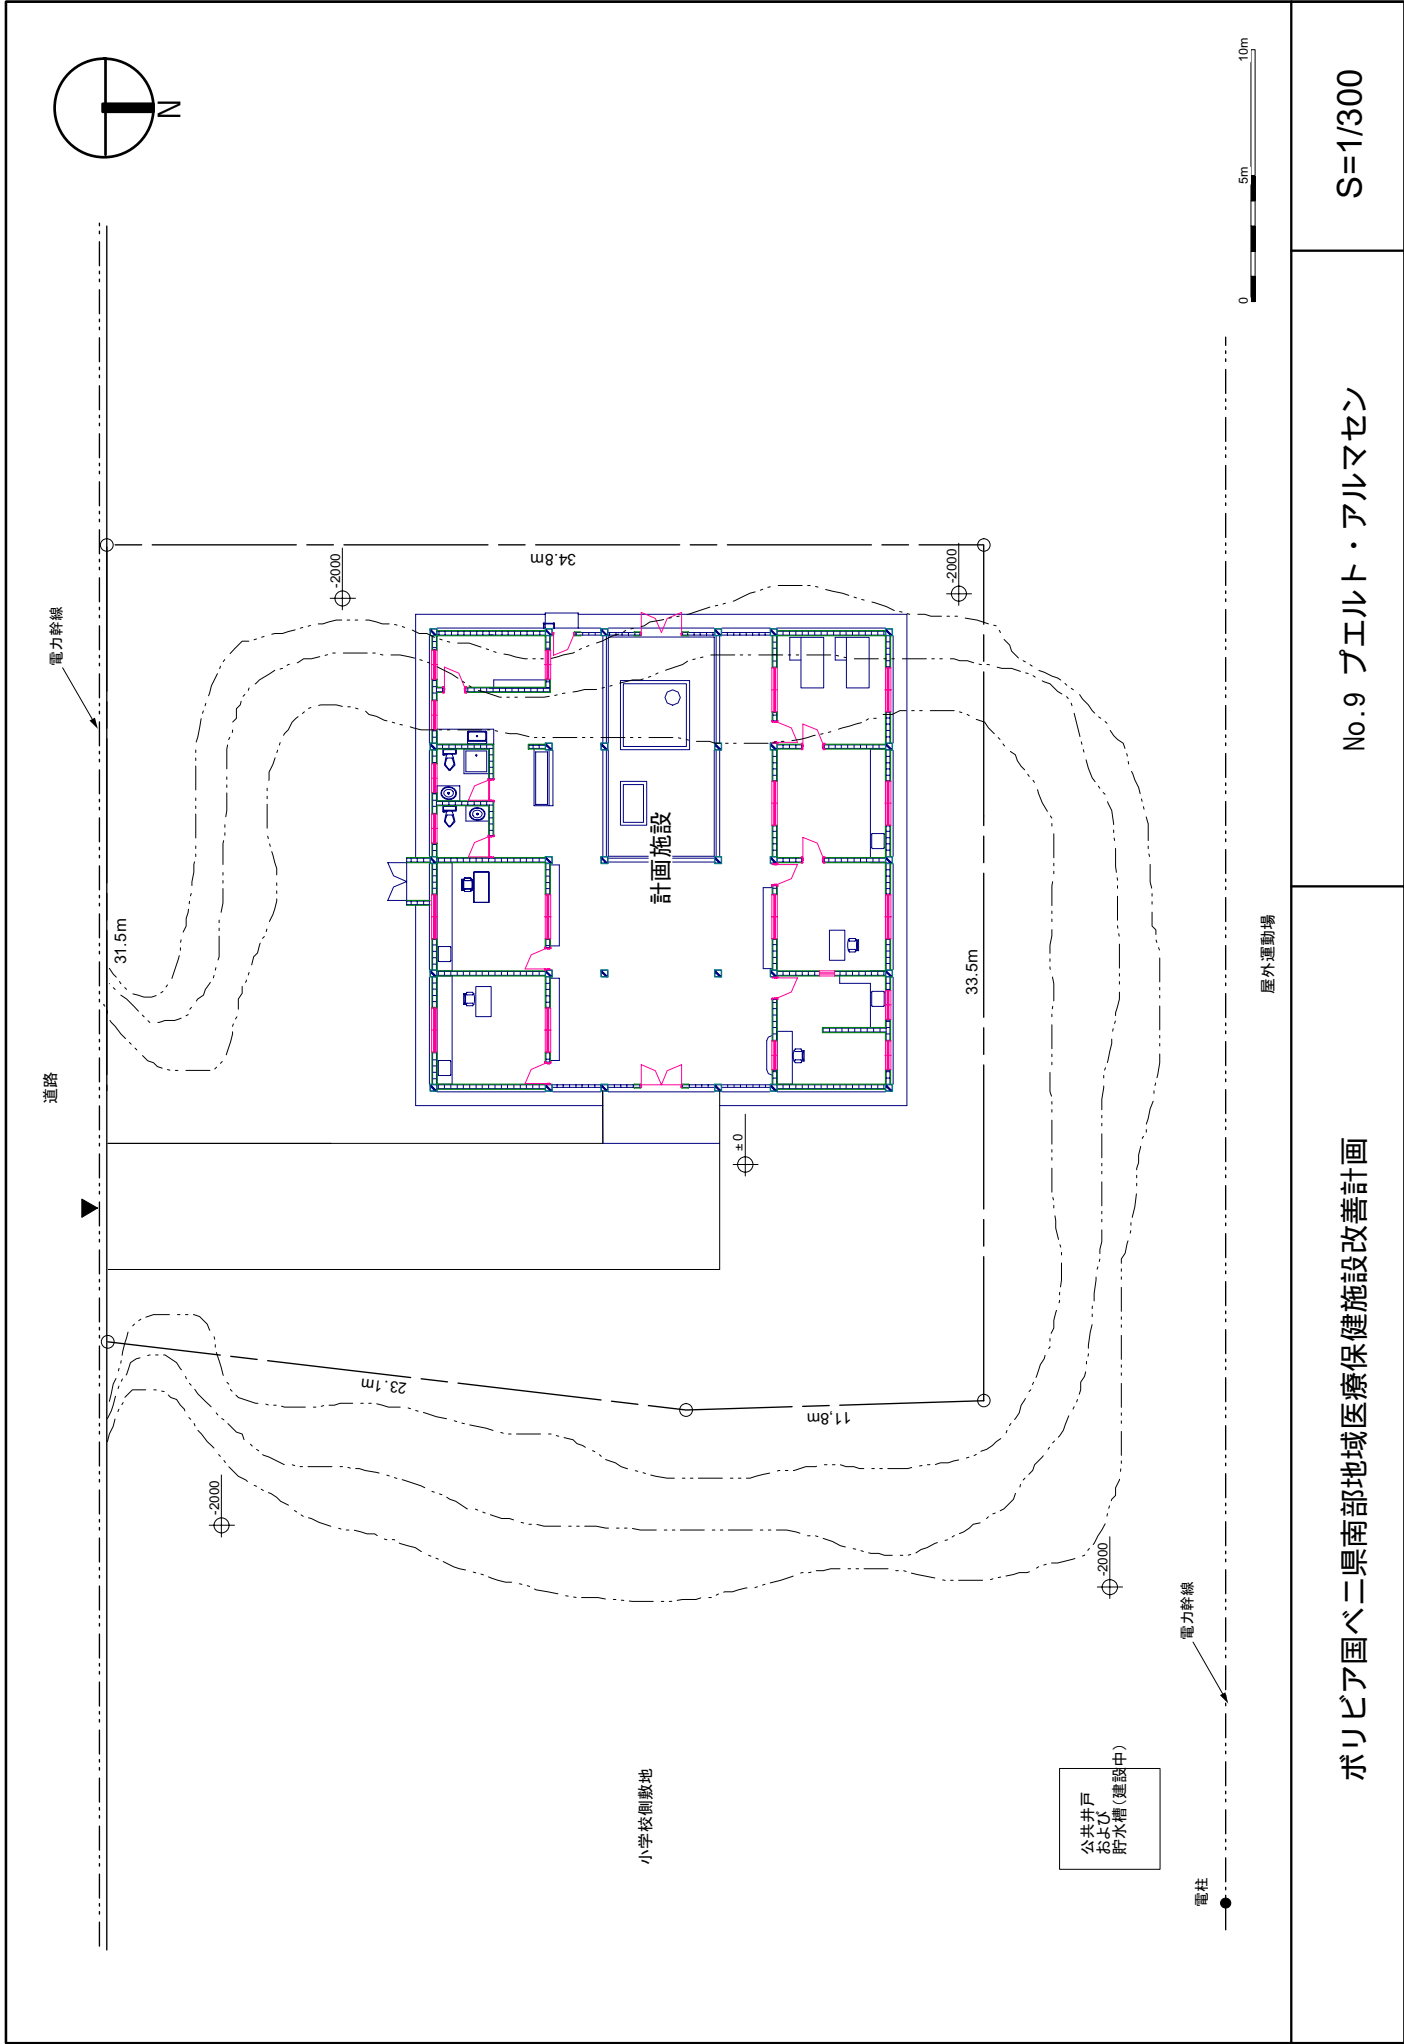 N
電力幹線
道路
31.5m
34.8m
-2000
-2000
計画施設
33.5m
±0
23.1m
11,8m
-2000
-2000
小学校側敷地
公共井戸
および
貯水槽(建設中)
電力幹線
電柱
屋外運動場
0
5m
10m
ボリビア国ベニ県南部地域医療保健施設改善計画
No.9 プエルト・アルマセン
S=1/300